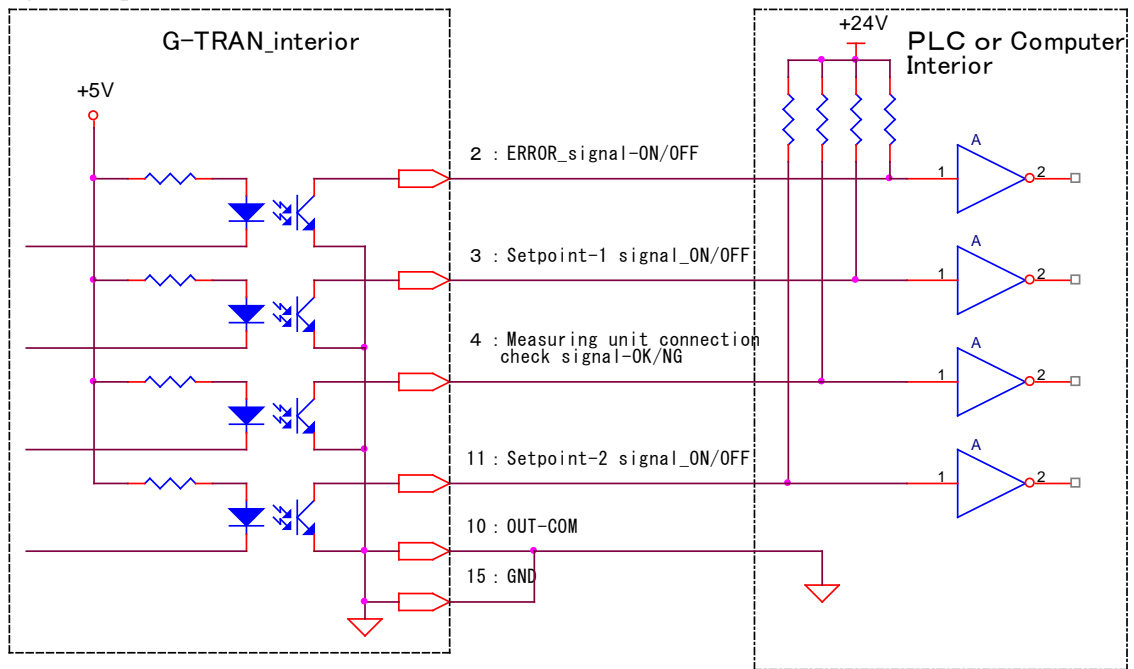 G-TRAN_interior
+24V
PLC or Computer
Interior
+5V
2 : ERROR_signal-ON/OFF
A
1
2
3 : Setpoint-1 signal_ON/OFF
A
1
2
4 : Measuring unit connection
check signal-OK/NG
A
1
2
11 : Setpoint-2 signal_ON/OFF
A
1
2
10 : OUT-COM
15 : GND